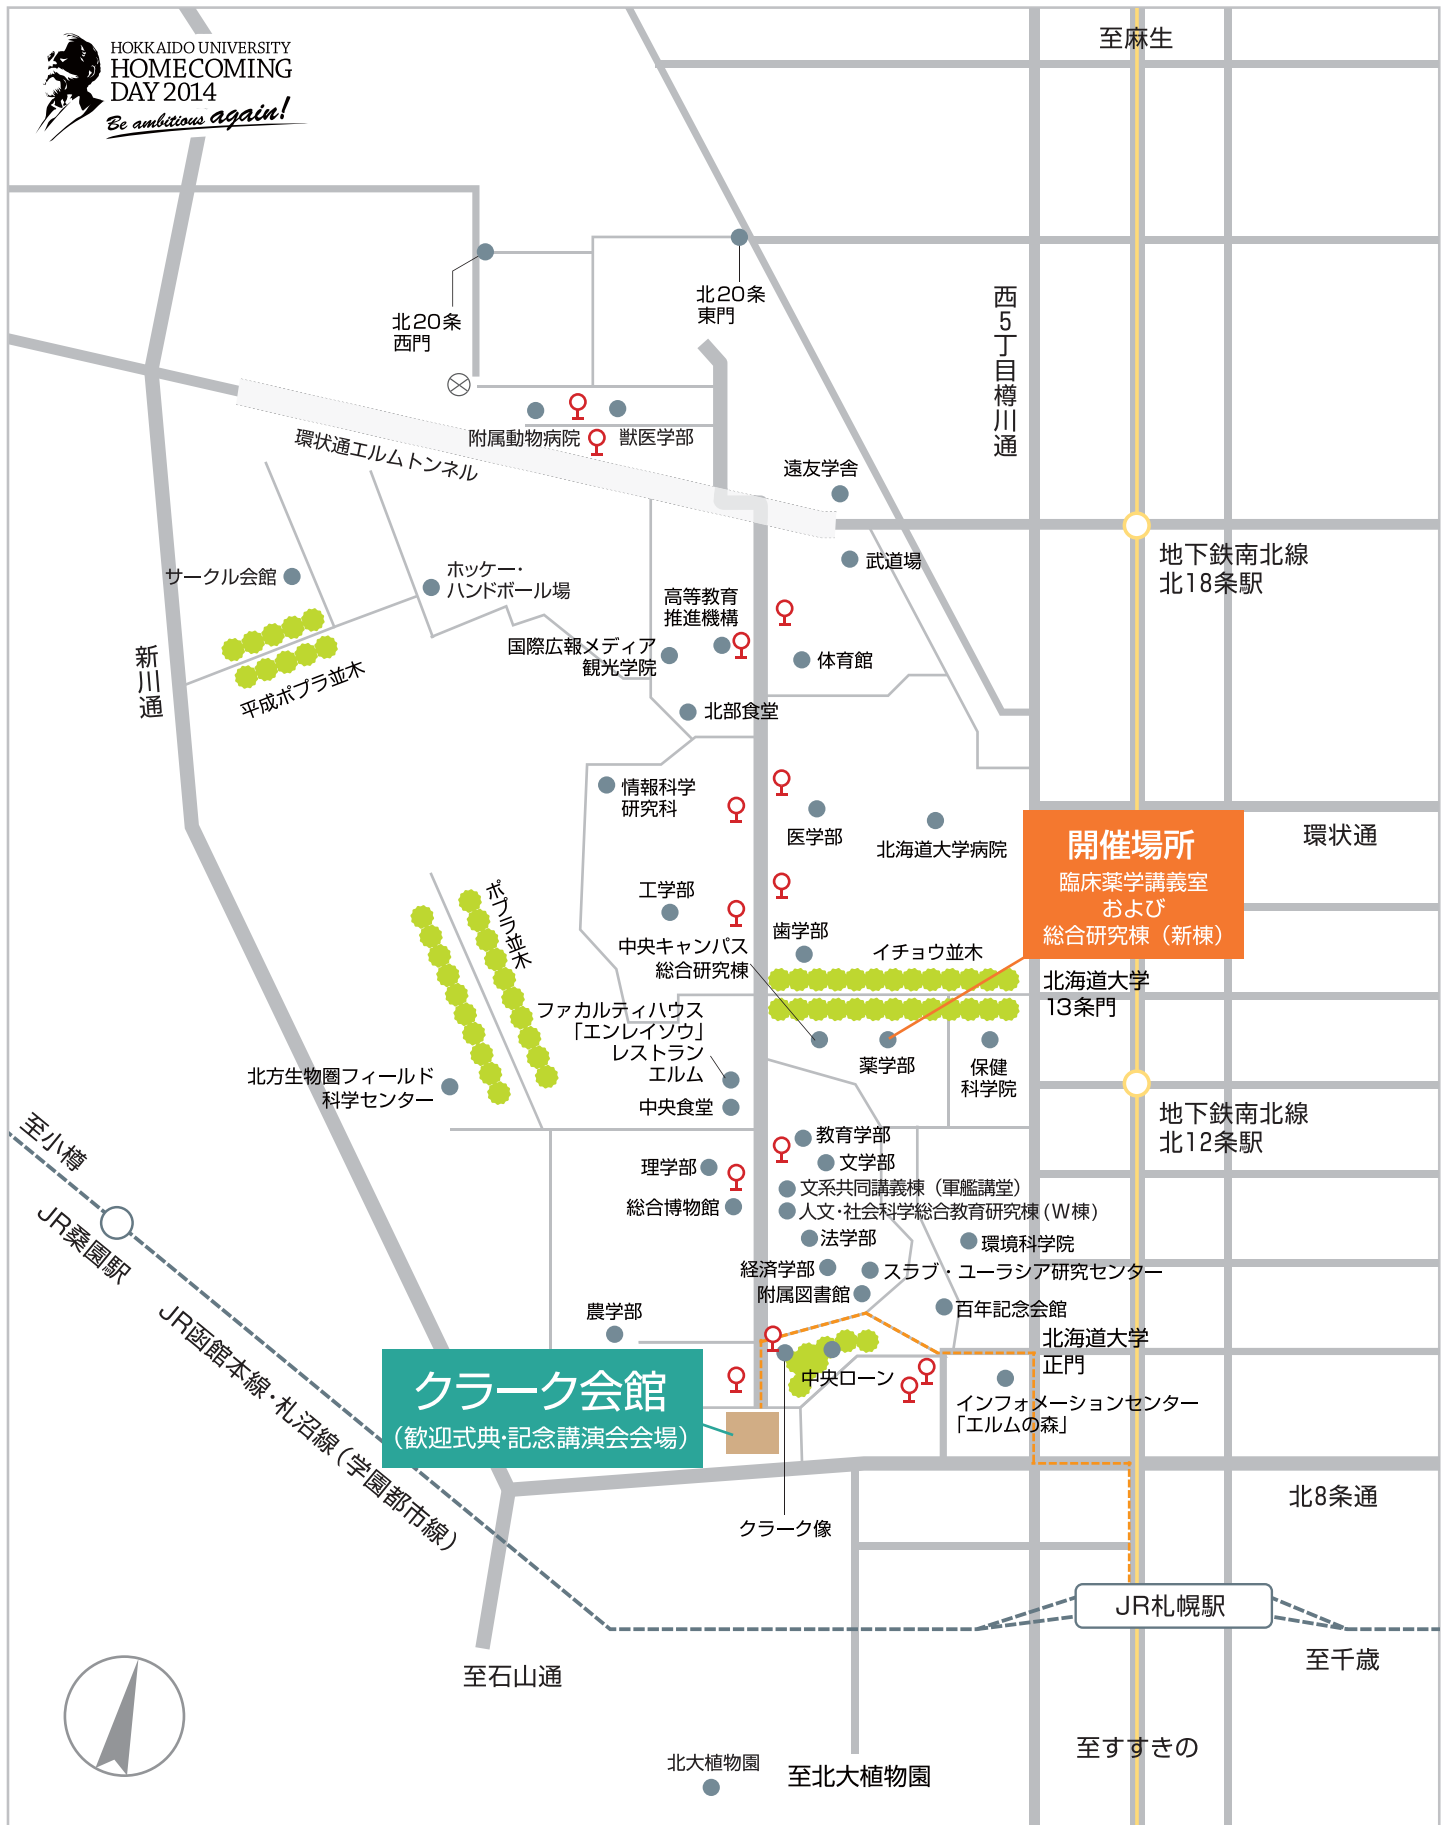 HOKKAIDO UNIVERSITY
HOMECOMING
DAY 2014
Be ambitious again!
至麻生
北20条
西門
北20条
東門
西5丁目樽川通
環状通エルムトンネル
附属動物病院
獣医学部
遠友学舎
武道場
地下鉄南北線
北18条駅
サークル会館
ホッケー・
ハンドボール場
高等教育
推進機構
国際広報メディア
観光学院
体育館
新川通
平成ポプラ並木
北部食堂
情報科学
研究科
医学部
北海道大学病院
開催場所
臨床薬学講義室
および
総合研究棟（新棟）
環状通
工学部
ポプラ並木
中央キャンパス
総合研究棟
歯学部
イチョウ並木
北海道大学
13条門
ファカルティハウス
「エンレイソウ」
レストラン
エルム
薬学部
保健
科学院
北方生物圏フィールド
科学センター
中央食堂
地下鉄南北線
北12条駅
至小樽
JR桑園駅
教育学部
文学部
理学部
文系共同講義棟（軍艦講堂）
総合博物館
人文・社会科学総合教育研究棟(W棟)
法学部
環境科学院
経済学部
スラブ・ユーラシア研究センター
附属図書館
百年記念会館
農学部
JR函館本線・札沼線(学園都市線)
北海道大学
正門
クラーク会館
（歓迎式典・記念講演会会場）
中央ローン
インフォメーションセンター
「エルムの森」
北8条通
クラーク像
JR札幌駅
至石山通
至千歳
至すすきの
北大植物園
至北大植物園